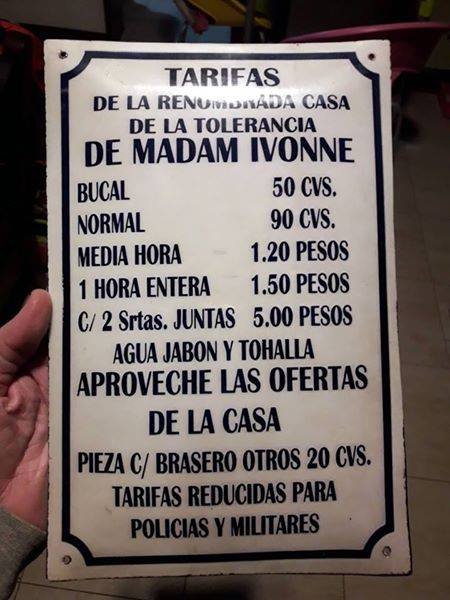 TARIFAS
DE LA RENOMBRADA CASA
DE LA TOLERANCIA
DE MADAM IVONNE
BUCAL 50 CVS.
NORMAL 90 CVS.
MEDIA HORA 1.20 PESOS
1 HORA ENTERA 1.50 PESOS
C/ 2 Srtas. JUNTAS 5.00 PESOS
AGUA JABON Y TOHALLA
APROVECHE LAS OFERTAS
DE LA CASA
PIEZA C/ BRASERO OTROS 20 CVS.
TARIFAS REDUCIDAS PARA
POLICIAS Y MILITARES